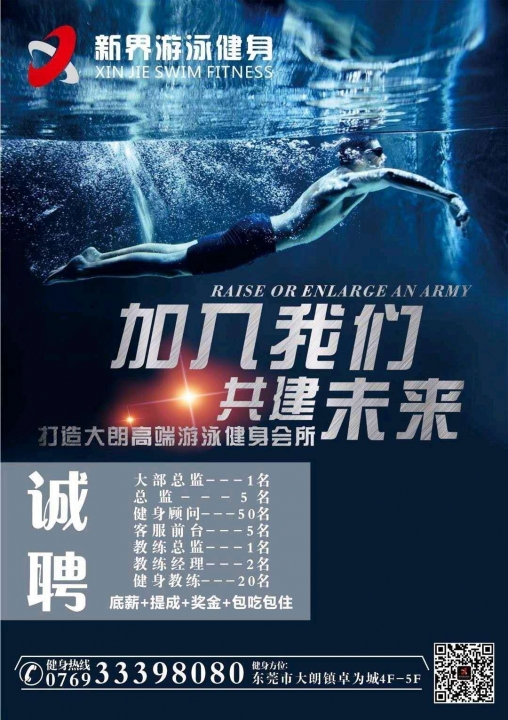 新界游泳健身
XIN JIE SWIM FITNESS
RAISE OR ENLARGE AN ARMY
加入我们
共建未来
打造大朗高端游泳健身会所
诚聘
大部总监---1名
总监---5名
健身顾问---50名
客服前台---5名
教练总监---1名
教练经理---2名
健身教练---20名
底薪+提成+奖金+包吃包住
健身热线
0769 33398080
健身方位:
东莞市大朗镇卓为城4F-5F